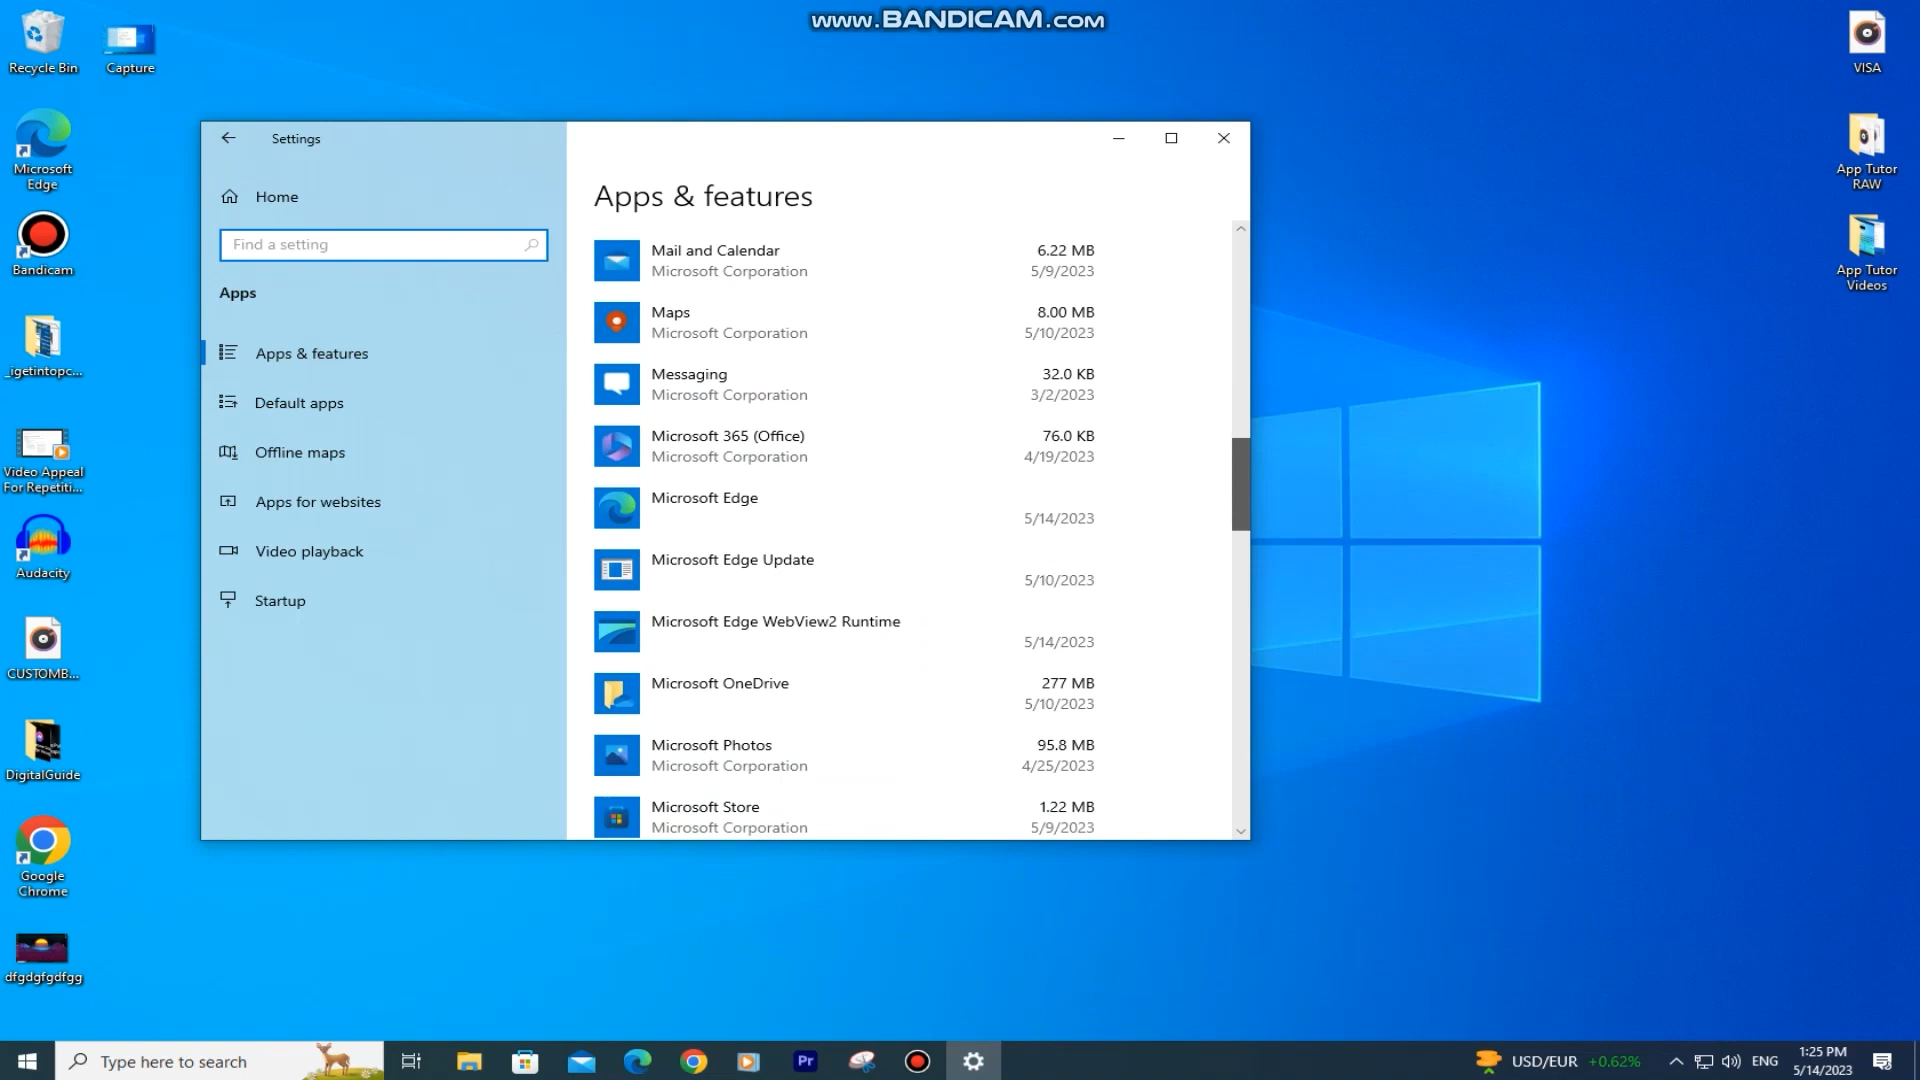 www.BANDICAM.com
Recycle Bin
Capture
Microsoft
Edge
Bandicam
_igetintopc...
Video Appeal
For Repetiti...
Audacity
CUSTOMB...
DigitalGuide
Google
Chrome
dfgdgfgdfgg
VISA
App Tutor
RAW
App Tutor
Videos
Settings
Home
Find a setting
Apps
Apps & features
Default apps
Offline maps
Apps for websites
Video playback
Startup
Apps & features
Mail and Calendar 6.22 MB
Microsoft Corporation 5/9/2023
Maps 8.00 MB
Microsoft Corporation 5/10/2023
Messaging 32.0 KB
Microsoft Corporation 3/2/2023
Microsoft 365 (Office) 76.0 KB
Microsoft Corporation 4/19/2023
Microsoft Edge
5/14/2023
Microsoft Edge Update
5/10/2023
Microsoft Edge WebView2 Runtime
5/14/2023
Microsoft OneDrive 277 MB
5/10/2023
Microsoft Photos 95.8 MB
Microsoft Corporation 4/25/2023
Microsoft Store 1.22 MB
Microsoft Corporation 5/9/2023
Type here to search
Pr
USD/EUR +0.62%
ENG
1:25 PM
5/14/2023